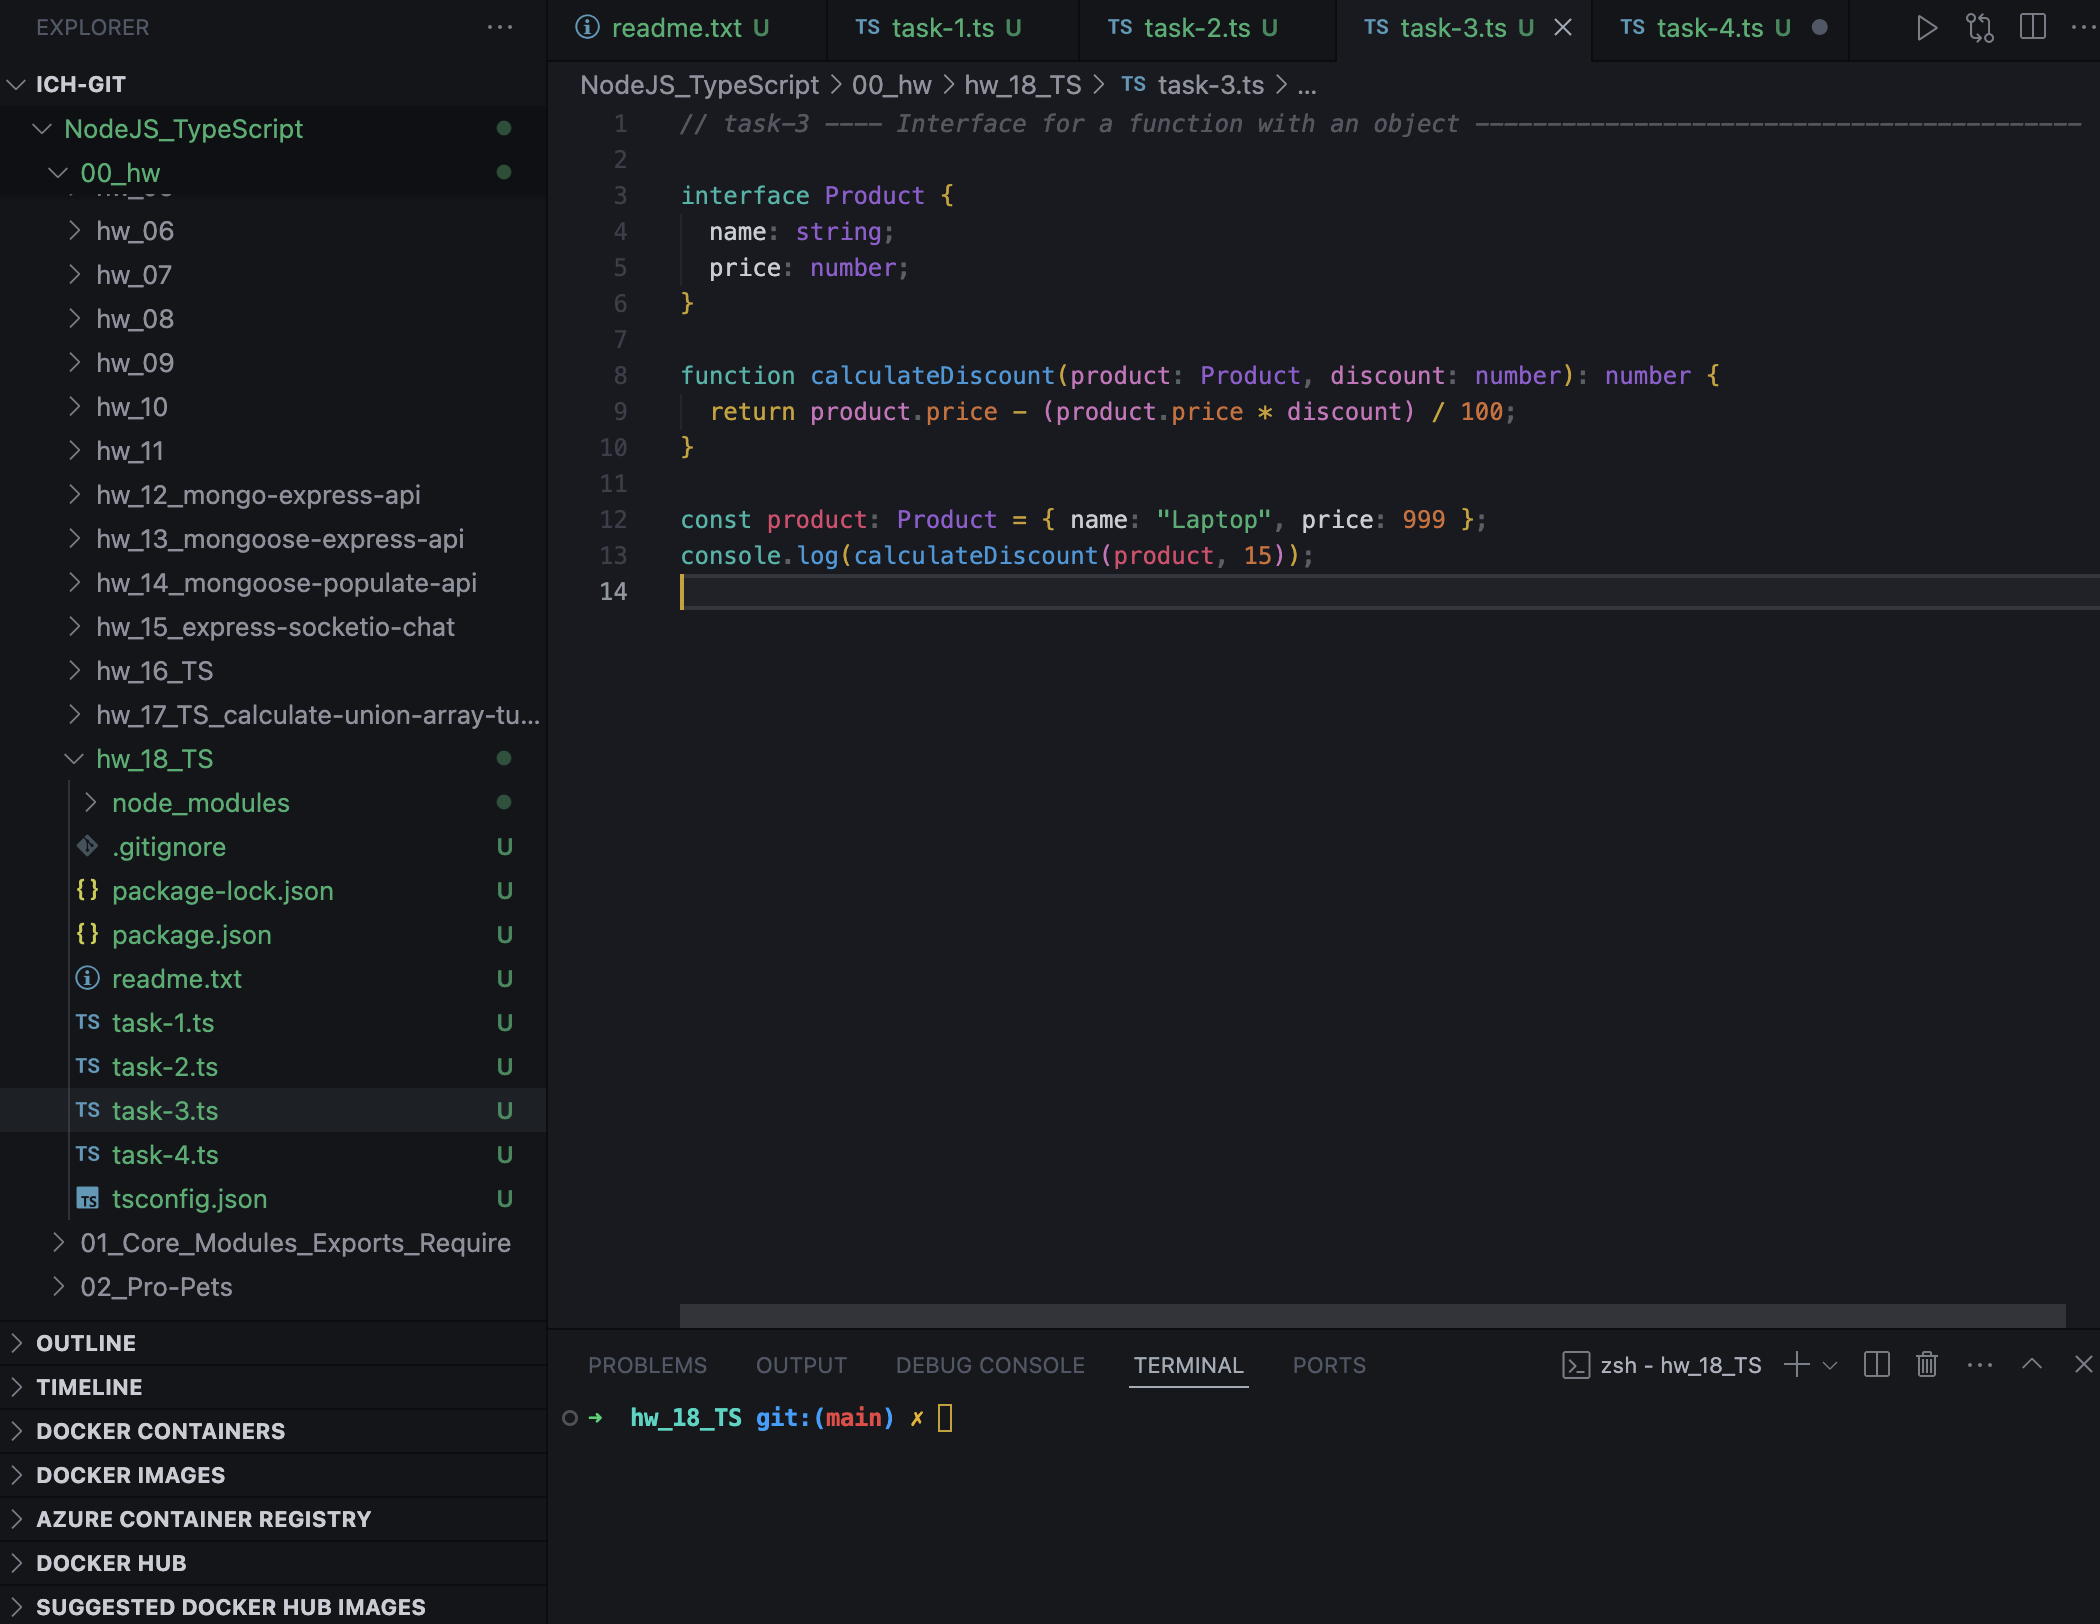 EXPLORER
ICH-GIT
NodeJS_TypeScript
00_hw
hw_06
hw_07
hw_08
hw_09
hw_10
hw_11
hw_12_mongo-express-api
hw_13_mongoose-express-api
hw_14_mongoose-populate-api
hw_15_express-socketio-chat
hw_16_TS
hw_17_TS_calculate-union-array-tu...
hw_18_TS
node_modules
.gitignore U
{} package-lock.json U
{} package.json U
readme.txt U
TS task-1.ts U
TS task-2.ts U
TS task-3.ts U
TS task-4.ts U
TS tsconfig.json U
01_Core_Modules_Exports_Require
02_Pro-Pets
OUTLINE
TIMELINE
DOCKER CONTAINERS
DOCKER IMAGES
AZURE CONTAINER REGISTRY
DOCKER HUB
SUGGESTED DOCKER HUB IMAGES
readme.txt U TS task-1.ts U TS task-2.ts U TS task-3.ts U TS task-4.ts U
NodeJS_TypeScript > 00_hw > hw_18_TS > TS task-3.ts > ...
1 // task-3 ---- Interface for a function with an object ------------------------------------------
2
3 interface Product {
4 name: string;
5 price: number;
6 }
7
8 function calculateDiscount(product: Product, discount: number): number {
9 return product.price - (product.price * discount) / 100;
10 }
11
12 const product: Product = { name: "Laptop", price: 999 };
13 console.log(calculateDiscount(product, 15));
14
PROBLEMS OUTPUT DEBUG CONSOLE TERMINAL PORTS zsh - hw_18_TS
➜ hw_18_TS git:(main) ✗